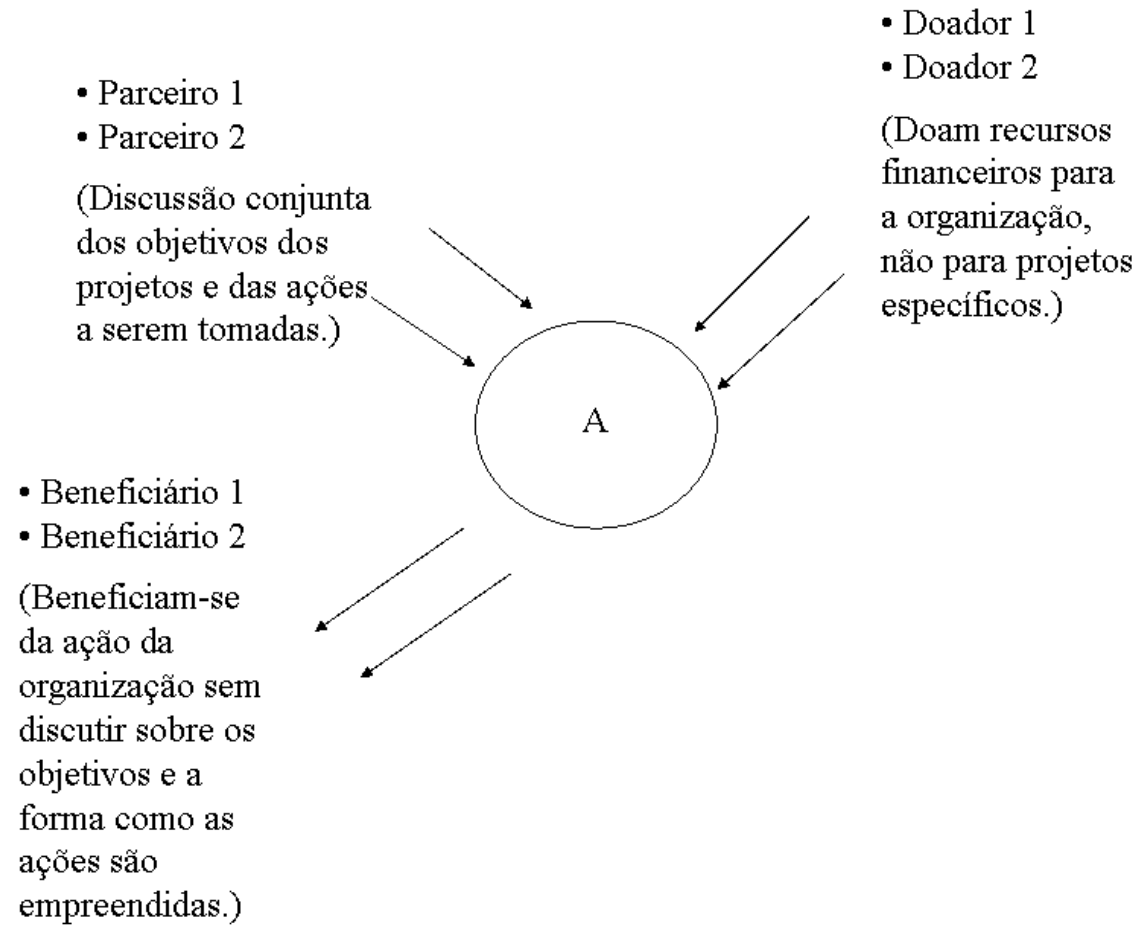 • Parceiro 1
• Parceiro 2
(Discussão conjunta
dos objetivos dos
projetos e das ações
a serem tomadas.)
• Doador 1
• Doador 2
(Doam recursos
financeiros para
a organização,
não para projetos
específicos.)
A
• Beneficiário 1
• Beneficiário 2
(Beneficiam-se
da ação da
organização sem
discutir sobre os
objetivos e a
forma como as
ações são
empreendidas.)